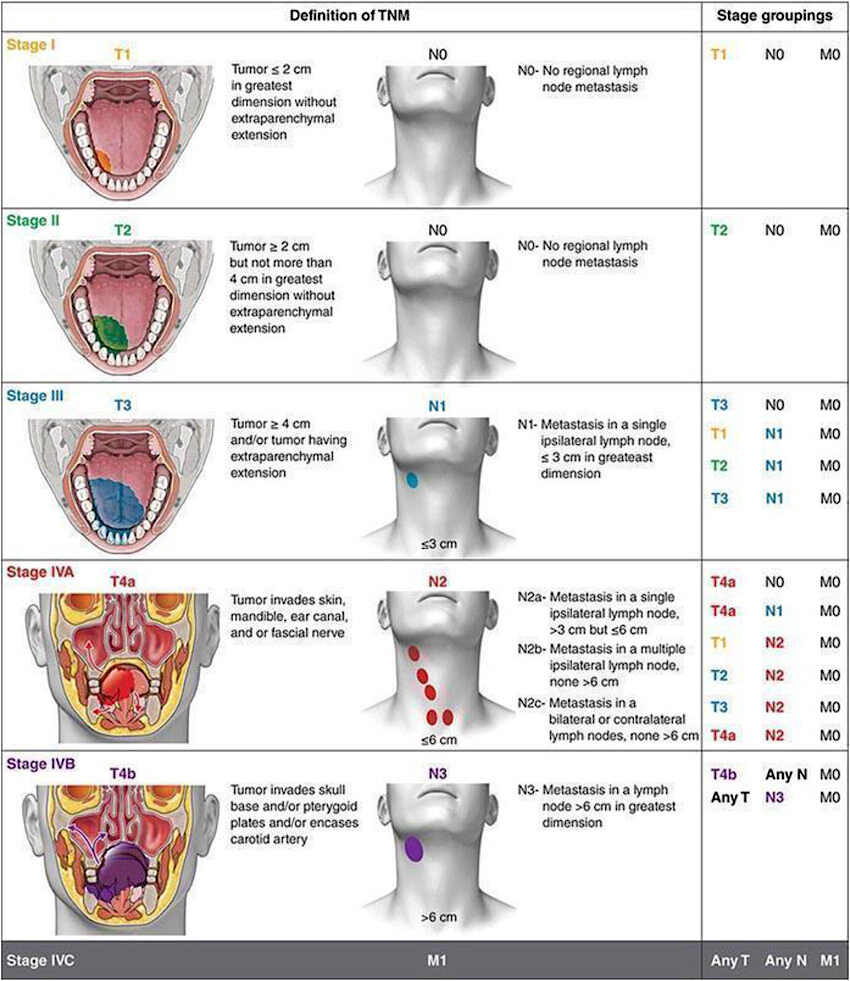 Definition of TNM
Stage groupings
Stage I
T1
Tumor ≤ 2 cm
in greatest
dimension without
extraparenchymal
extension
N0
N0- No regional lymph
node metastasis
T1 N0 M0
Stage II
T2
Tumor ≥ 2 cm
but not more than
4 cm in greatest
dimension without
extraparenchymal
extension
N0
N0- No regional lymph
node metastasis
T2 N0 M0
Stage III
T3
Tumor ≥ 4 cm
and/or tumor having
extraparenchymal
extension
N1
≤3 cm
N1- Metastasis in a single
ipsilateral lymph node,
≤ 3 cm in greateast
dimension
T3 N0 M0
T1 N1 M0
T2 N1 M0
T3 N1 M0
Stage IVA
T4a
Tumor invades skin,
mandible, ear canal,
and or fascial nerve
N2
≤6 cm
N2a- Metastasis in a single
ipsilateral lymph node,
>3 cm but ≤6 cm
N2b- Metastasis in a multiple
ipsilateral lymph node,
none >6 cm
N2c- Metastasis in a
bilateral or contralateral
lymph nodes, none >6 cm
T4a N0 M0
T4a N1 M0
T1 N2 M0
T2 N2 M0
T3 N2 M0
T4a N2 M0
Stage IVB
T4b
Tumor invades skull
base and/or pterygoid
plates and/or encases
carotid artery
N3
>6 cm
N3- Metastasis in a lymph
node >6 cm in greatest
dimension
T4b Any N M0
Any T N3 M0
Stage IVC
M1
Any T Any N M1